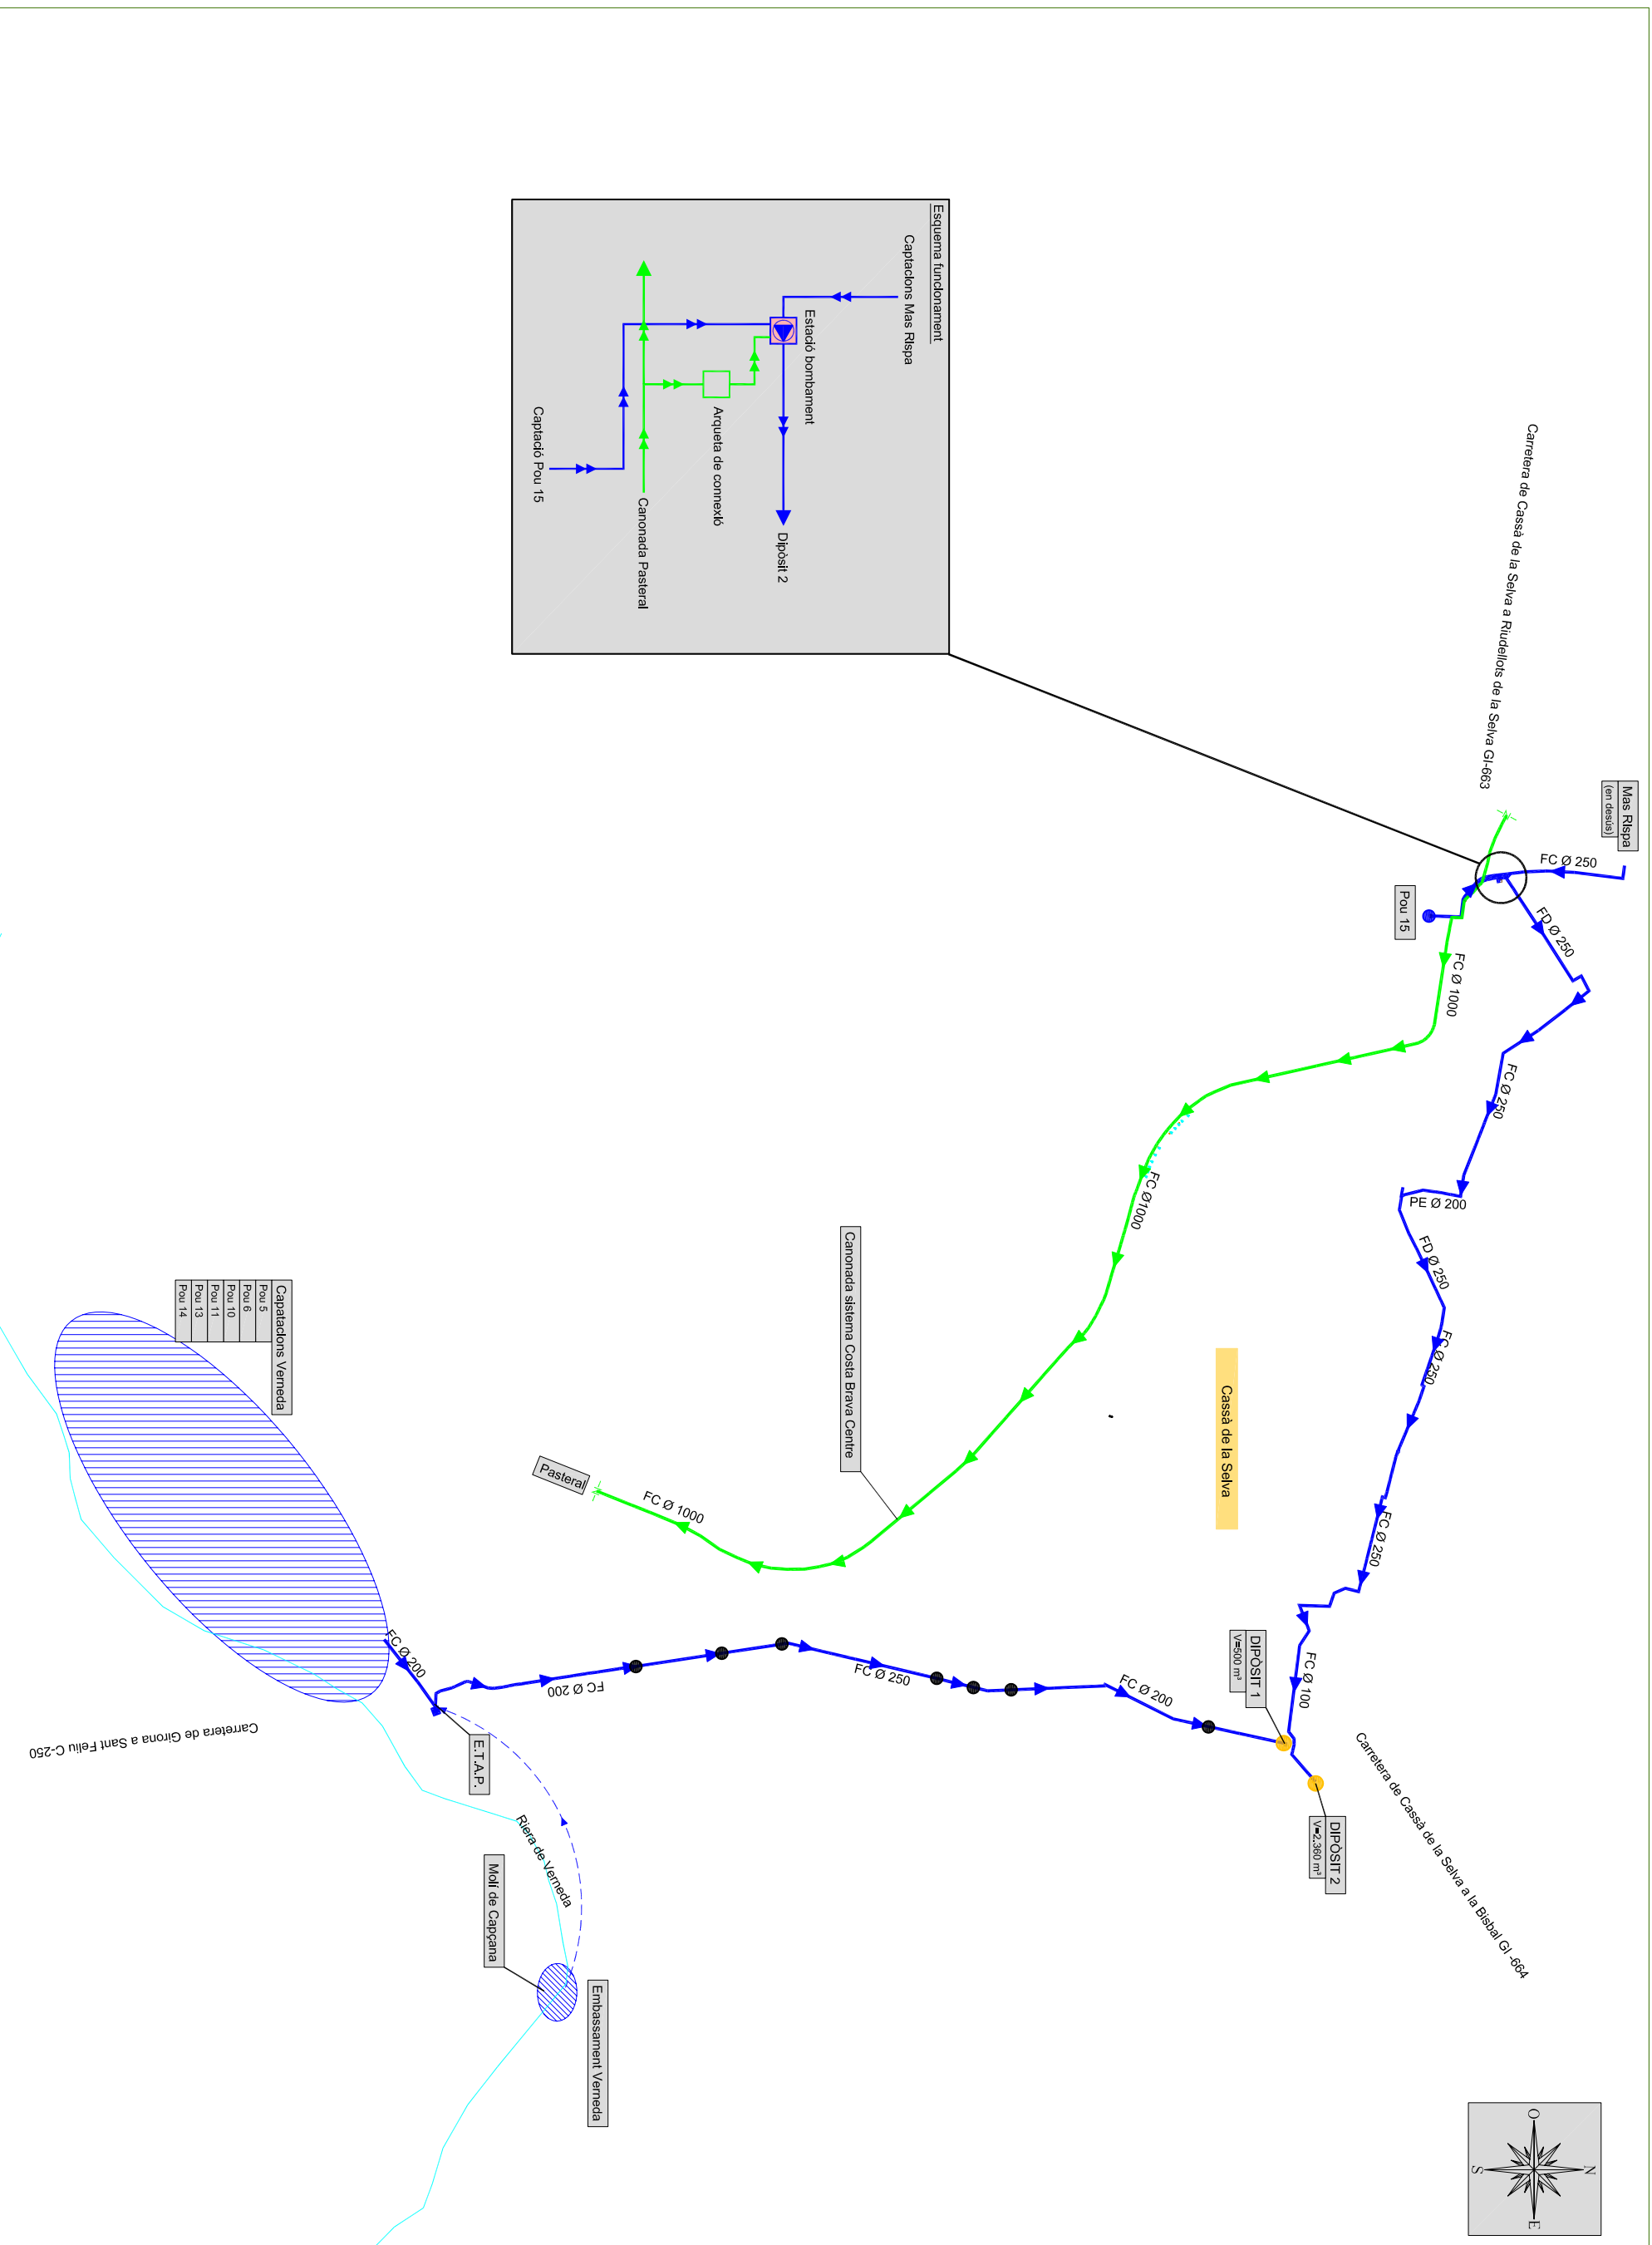 Esquema funcionament
Captacions Mas Rispa
Estació bombament
Dipòsit 2
Arqueta de connexió
Canonada Pasteral
Captació Pou 15
Carretera de Cassà de la Selva a Riudellots de la Selva GI-663
Mas Rispa
(en desús)
FC Ø 250
Pou 15
FD Ø 250
FC Ø 1000
FC Ø 250
PE Ø 200
FD Ø 250
FC Ø 250
FC Ø 250
FC Ø 100
FC Ø1000
Canonada sistema Costa Brava Centre
Cassà de la Selva
Pasteral
FC Ø 1000
Capatacions Verneda
Pou 5
Pou 6
Pou 10
Pou 11
Pou 13
Pou 14
FC Ø 200
FC Ø 200
FC Ø 250
FC Ø 200
DIPÒSIT 1
V=500 m³
DIPÒSIT 2
V=2.360 m³
Carretera de Cassà de la Selva a la Bisbal GI -664
E.T.A.P.
Carretera de Girona a Sant Feliu C-250
Riera de Verneda
Molí de Capçana
Embassament Verneda
N
O
E
S